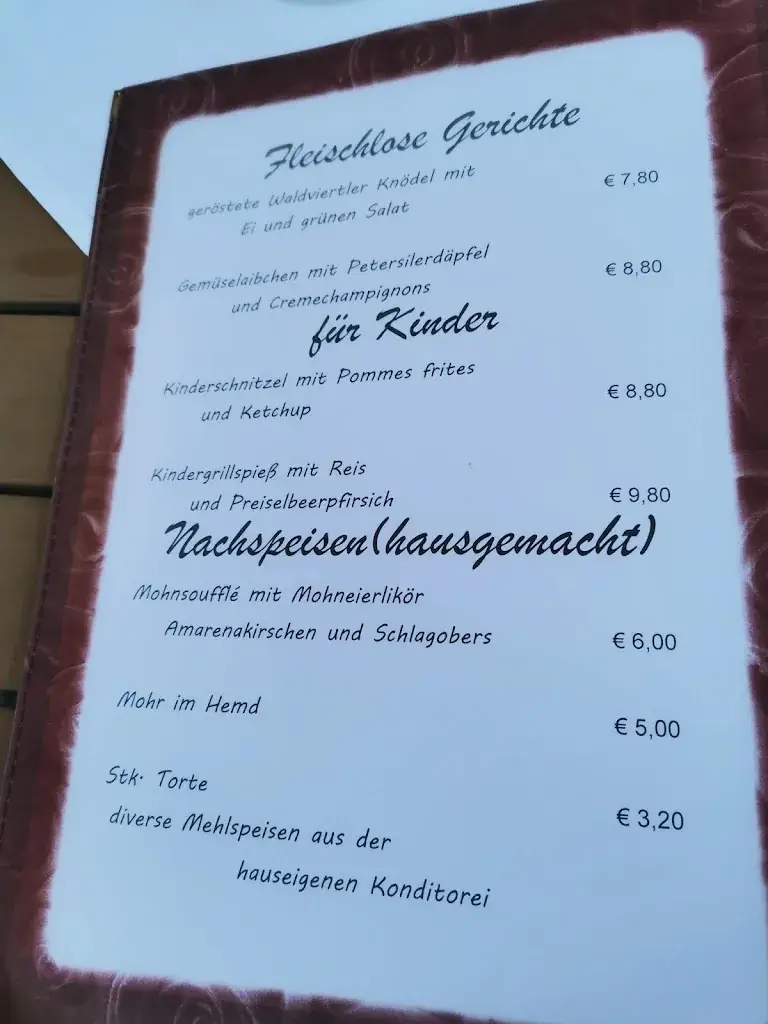 Fleischlose Gerichte
geröstete Waldviertler Knödel mit € 7,80
Ei und grünen Salat
Gemüselaibchen mit Petersilerdäpfel € 8,80
und Cremechampignons
für Kinder
Kinderschnitzel mit Pommes frites € 8,80
und Ketchup
Kindergrillspieß mit Reis
und Preiselbeerpfirsich € 9,80
Nachspeisen(hausgemacht)
Mohnsoufflé mit Mohneierlikör
Amarenakirschen und Schlagobers € 6,00
Mohr im Hemd € 5,00
Stk. Torte € 3,20
diverse Mehlspeisen aus der
hauseigenen Konditorei